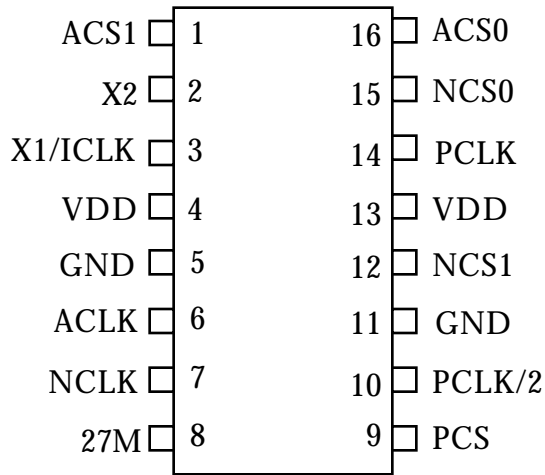 ACS1 1 16 ACS0
X2 2 15 NCS0
X1/ICLK 3 14 PCLK
VDD 4 13 VDD
GND 5 12 NCS1
ACLK 6 11 GND
NCLK 7 10 PCLK/2
27M 8 9 PCS